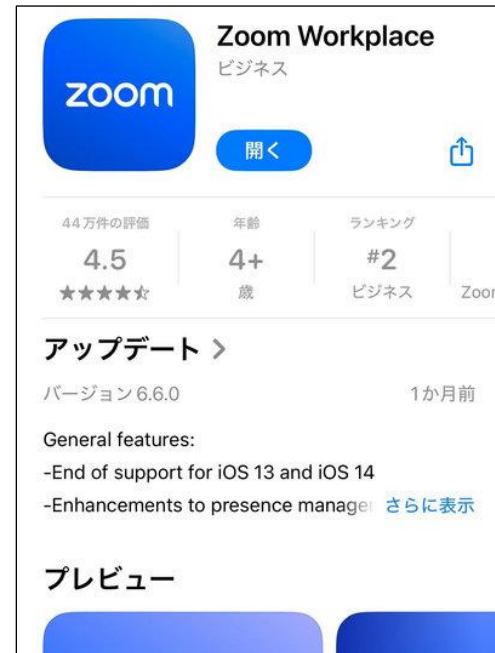 zoom
Zoom Workplace
ビジネス
開く
44万件の評価
4.5
★★★★⯪
年齢
4+
歳
ランキング
#2
ビジネス
Zoom
アップデート >
バージョン 6.6.0
1か月前
General features:
-End of support for iOS 13 and iOS 14
-Enhancements to presence manage
さらに表示
プレビュー